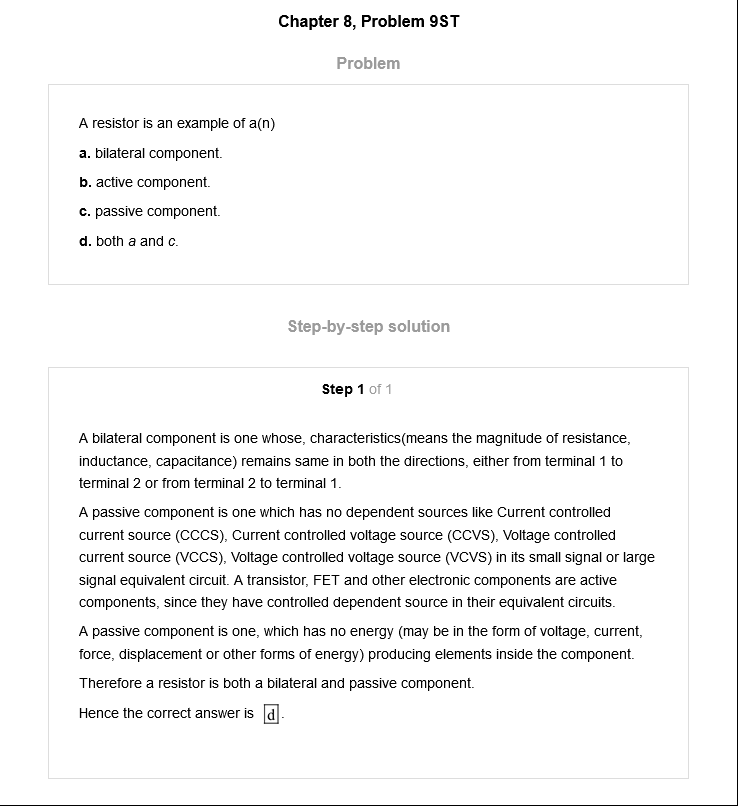 Chapter 8, Problem 9ST
Problem
A resistor is an example of a(n)
a. bilateral component.
b. active component.
c. passive component.
d. both a and c.
Step-by-step solution
Step 1 of 1
A bilateral component is one whose, characteristics(means the magnitude of resistance,
inductance, capacitance) remains same in both the directions, either from terminal 1 to
terminal 2 or from terminal 2 to terminal 1.
A passive component is one which has no dependent sources like Current controlled
current source (CCCS), Current controlled voltage source (CCVS), Voltage controlled
current source (VCCS), Voltage controlled voltage source (VCVS) in its small signal or large
signal equivalent circuit. A transistor, FET and other electronic components are active
components, since they have controlled dependent source in their equivalent circuits.
A passive component is one, which has no energy (may be in the form of voltage, current,
force, displacement or other forms of energy) producing elements inside the component.
Therefore a resistor is both a bilateral and passive component.
Hence the correct answer is d.